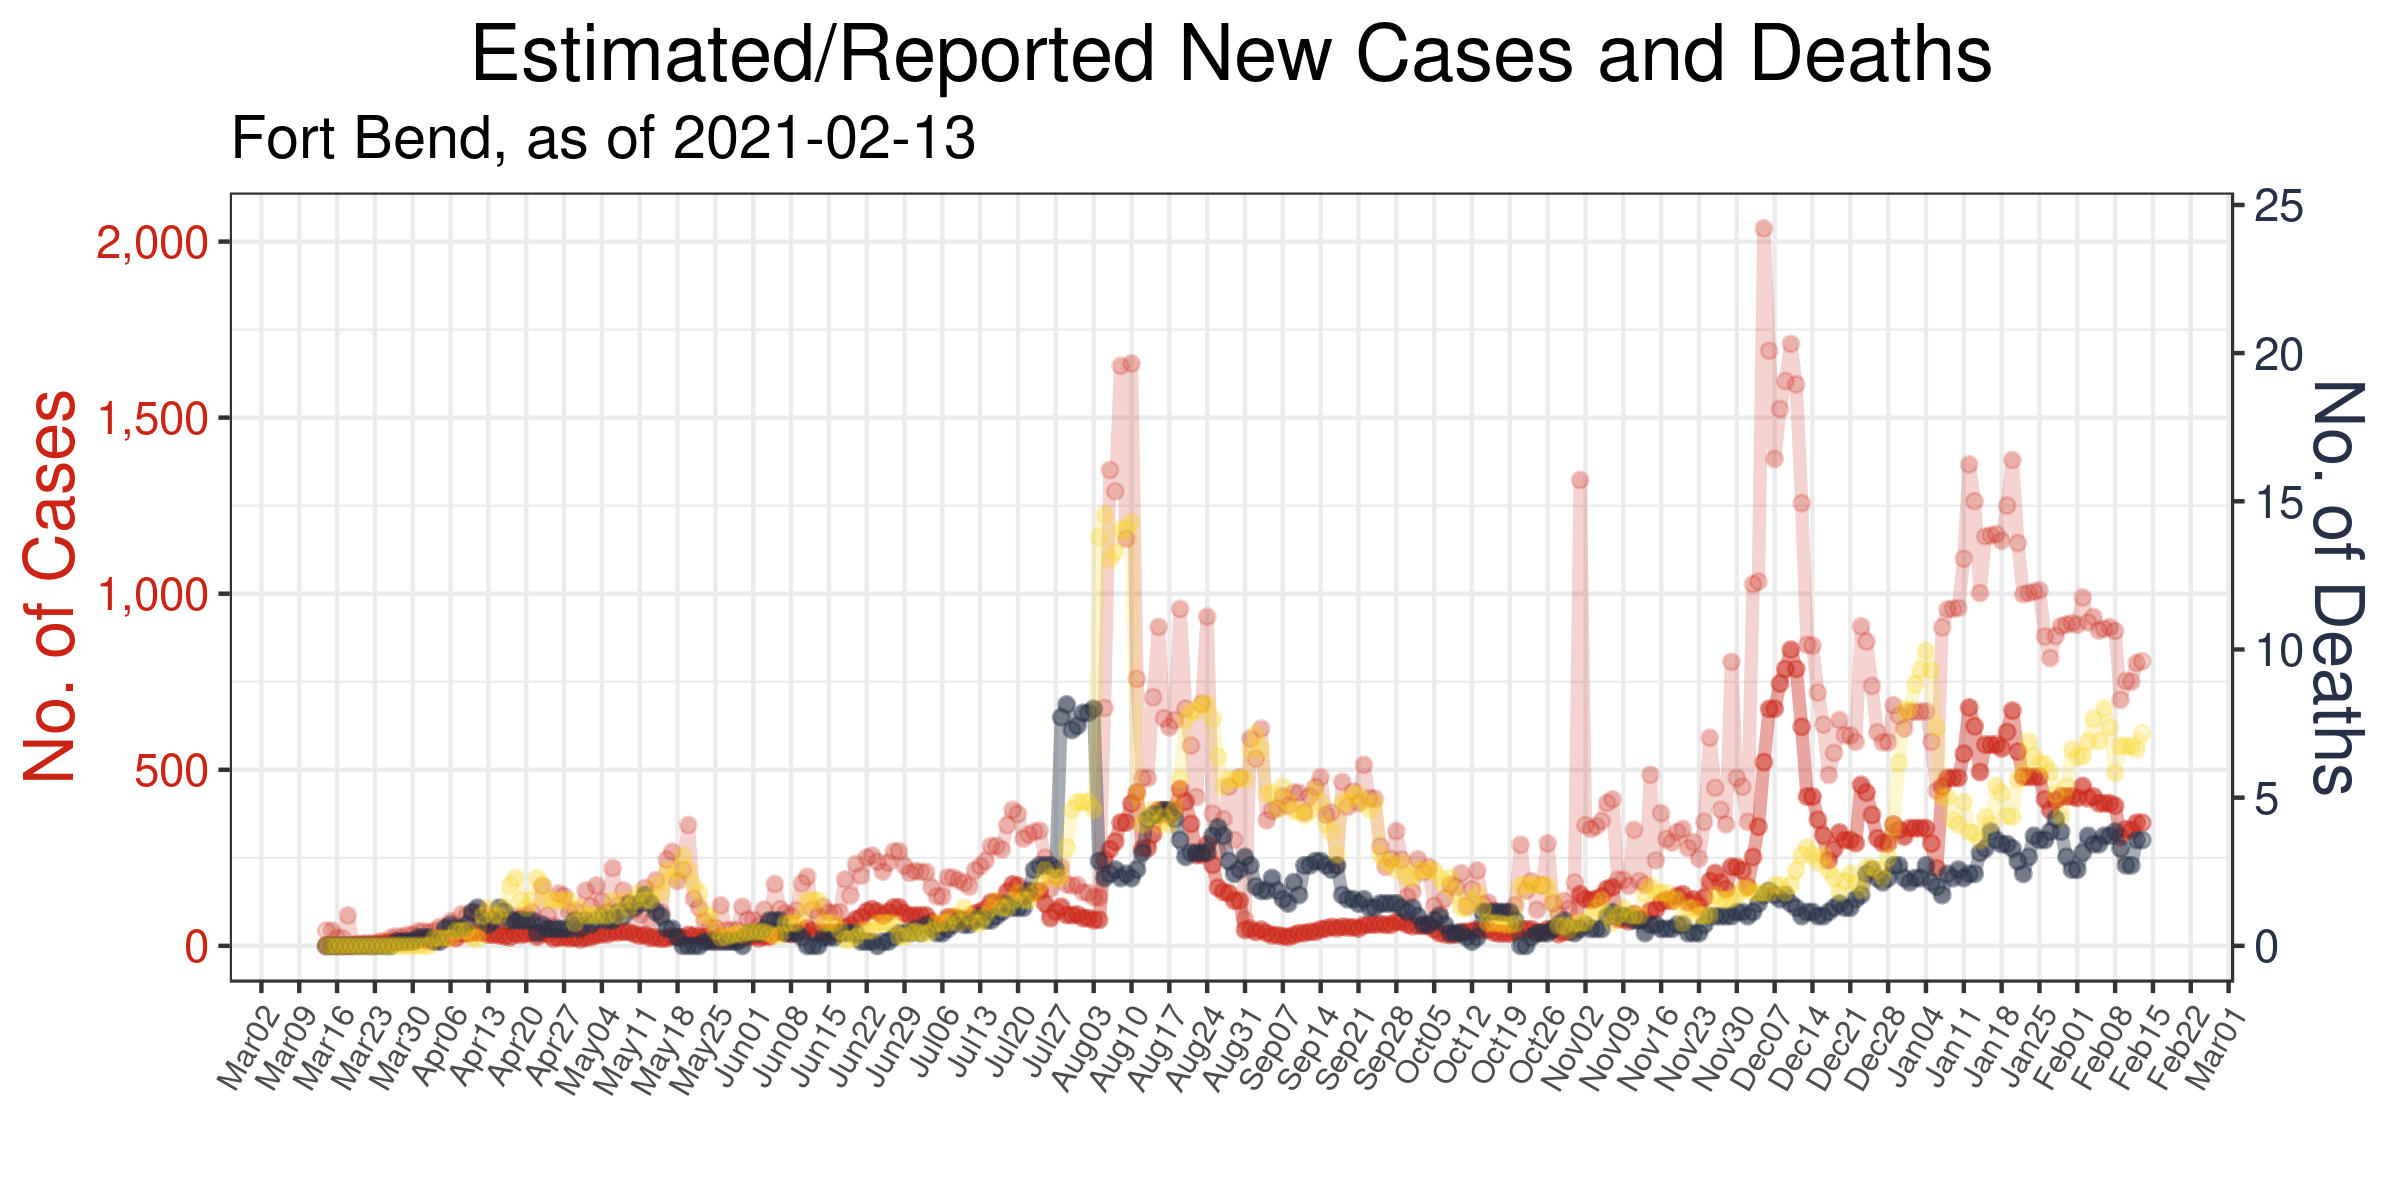 Estimated/Reported New Cases and Deaths
Fort Bend, as of 2021-02-13
No. of Cases
2,000
1,500
1,000
500
0
25
20
15
10
5
0
No. of Deaths
Mar02
Mar09
Mar16
Mar23
Mar30
Apr06
Apr13
Apr20
Apr27
May04
May11
May18
May25
Jun01
Jun08
Jun15
Jun22
Jun29
Jul06
Jul13
Jul20
Jul27
Aug03
Aug10
Aug17
Aug24
Aug31
Sep07
Sep14
Sep21
Sep28
Oct05
Oct12
Oct19
Oct26
Nov02
Nov09
Nov16
Nov23
Nov30
Dec07
Dec14
Dec21
Dec28
Jan11
Jan18
Jan25
Feb01
Feb08
Feb15
Feb22
Mar01